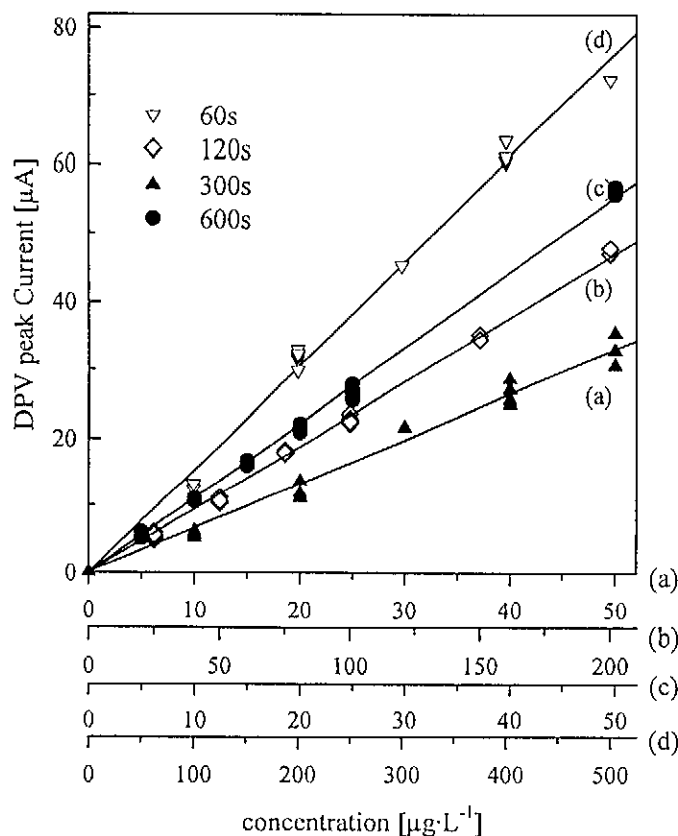 80
60
40
20
0
DPV peak Current [µA]
60s
120s
300s
600s
(d)
(c)
(b)
(a)
0 10 20 30 40 50 (a)
0 50 100 150 200 (b)
0 10 20 30 40 50 (c)
0 100 200 300 400 500 (d)
concentration [µg·L⁻¹]